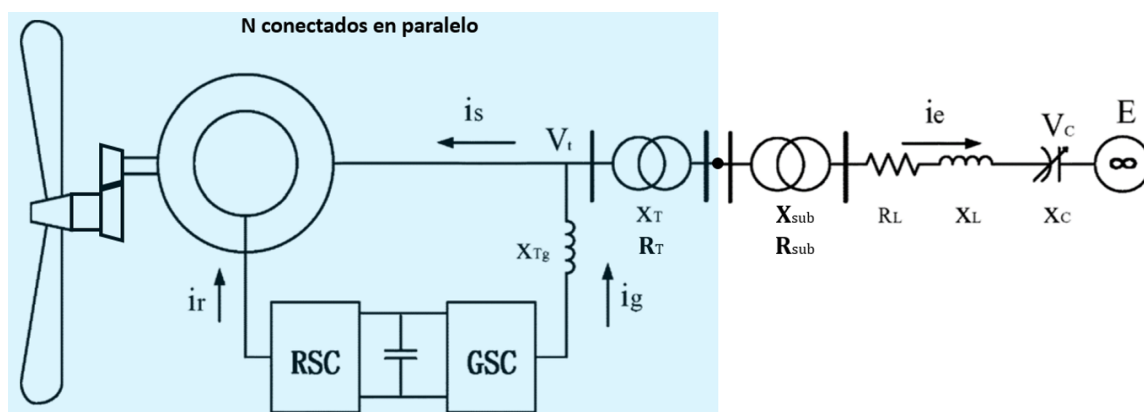 N conectados en paralelo
is
Vt
ie
VC
E
∞
XT
RT
Xsub
Rsub
RL
XL
XC
XTg
ir
ig
RSC
GSC